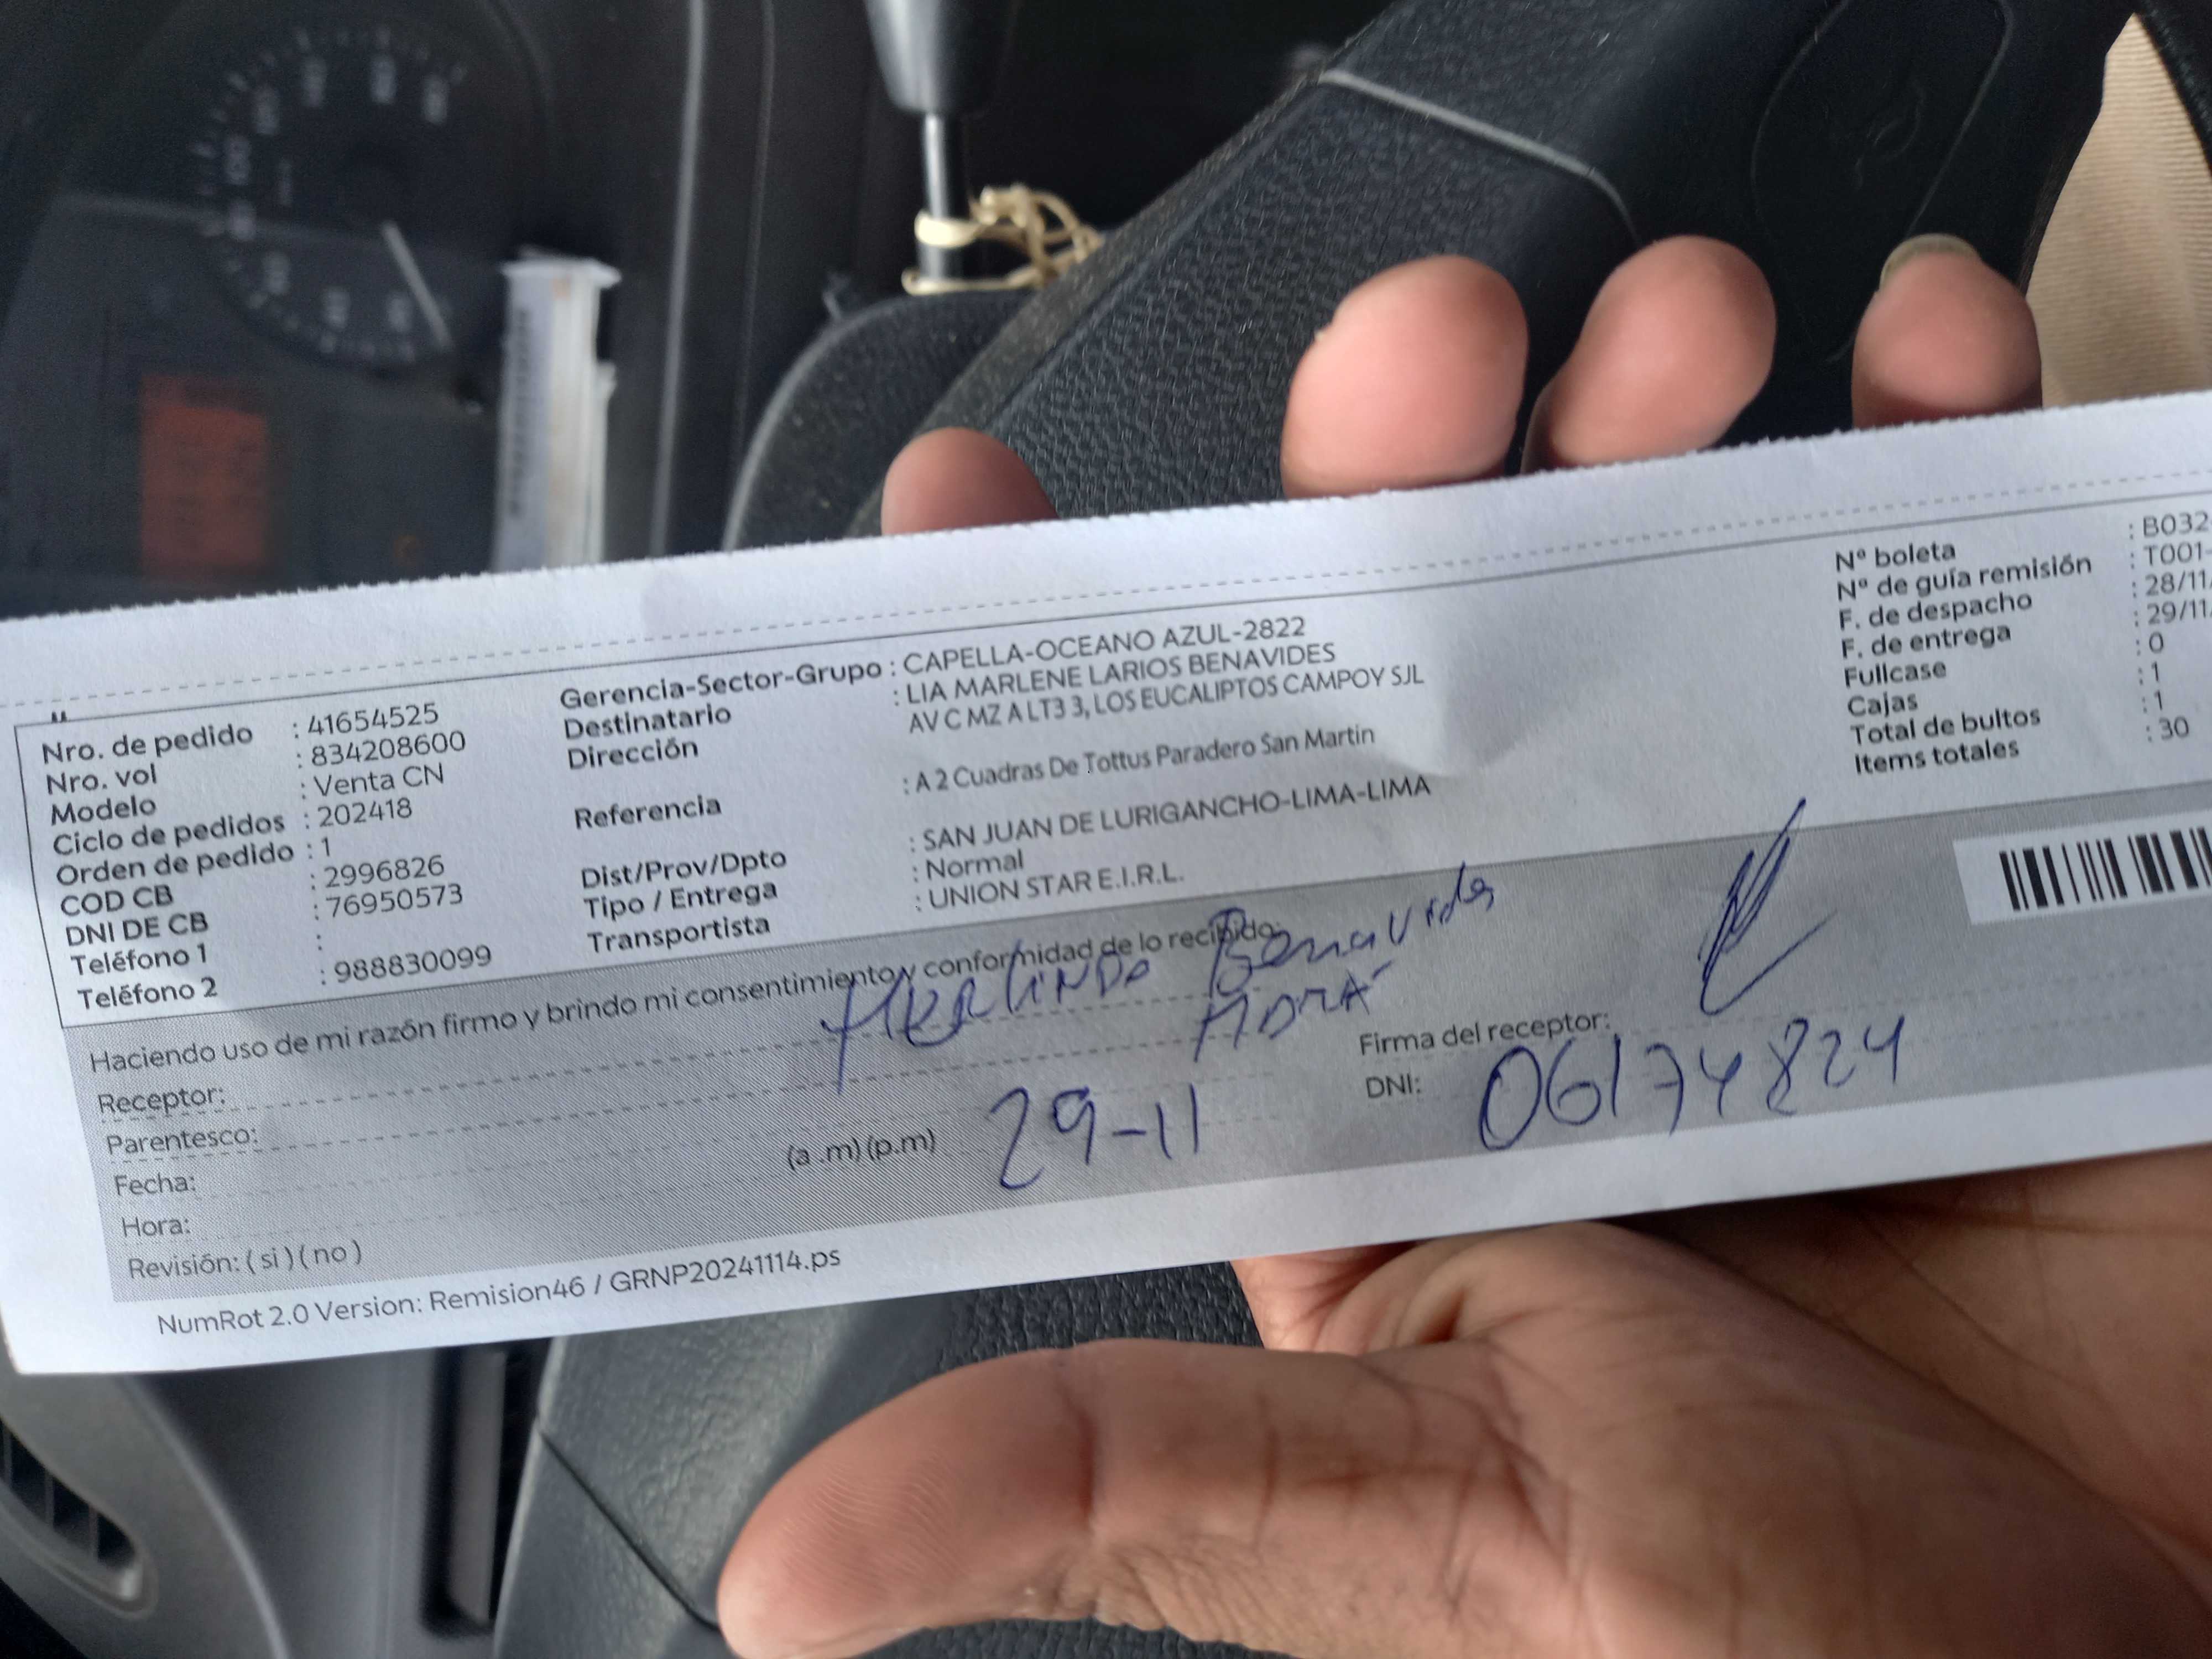 Nro. de pedido : 41654525
Nro. vol : 834208600
Modelo : Venta CN
Ciclo de pedidos : 202418
Orden de pedido : 1
COD CB : 2996826
DNI DE CB : 76950573
Teléfono 1 :
Teléfono 2 : 988830099
Gerencia-Sector-Grupo : CAPELLA-OCEANO AZUL-2822
Destinatario : LIA MARLENE LARIOS BENAVIDES
Dirección AV C MZ A LT3 3, LOS EUCALIPTOS CAMPOY SJL
Referencia : A 2 Cuadras De Tottus Paradero San Martin
Dist/Prov/Dpto : SAN JUAN DE LURIGANCHO-LIMA-LIMA
Tipo / Entrega : Normal
Transportista : UNION STAR E.I.R.L.
Nº boleta : B032
Nº de guía remisión : T001-
F. de despacho : 28/11
F. de entrega : 29/11
Fullcase : 0
Cajas : 1
Total de bultos : 1
Items totales : 30
Haciendo uso de mi razón firmo y brindo mi consentimiento y conformidad de lo recibido:
Receptor: Benavides
Parentesco:
Fecha: 29-11
Hora: (a .m) (p.m)
Revisión: ( si ) ( no )
Firma del receptor:
DNI: 06174824
NumRot 2.0 Version: Remision46 / GRNP20241114.ps